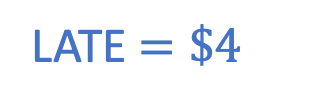 LATE = $4